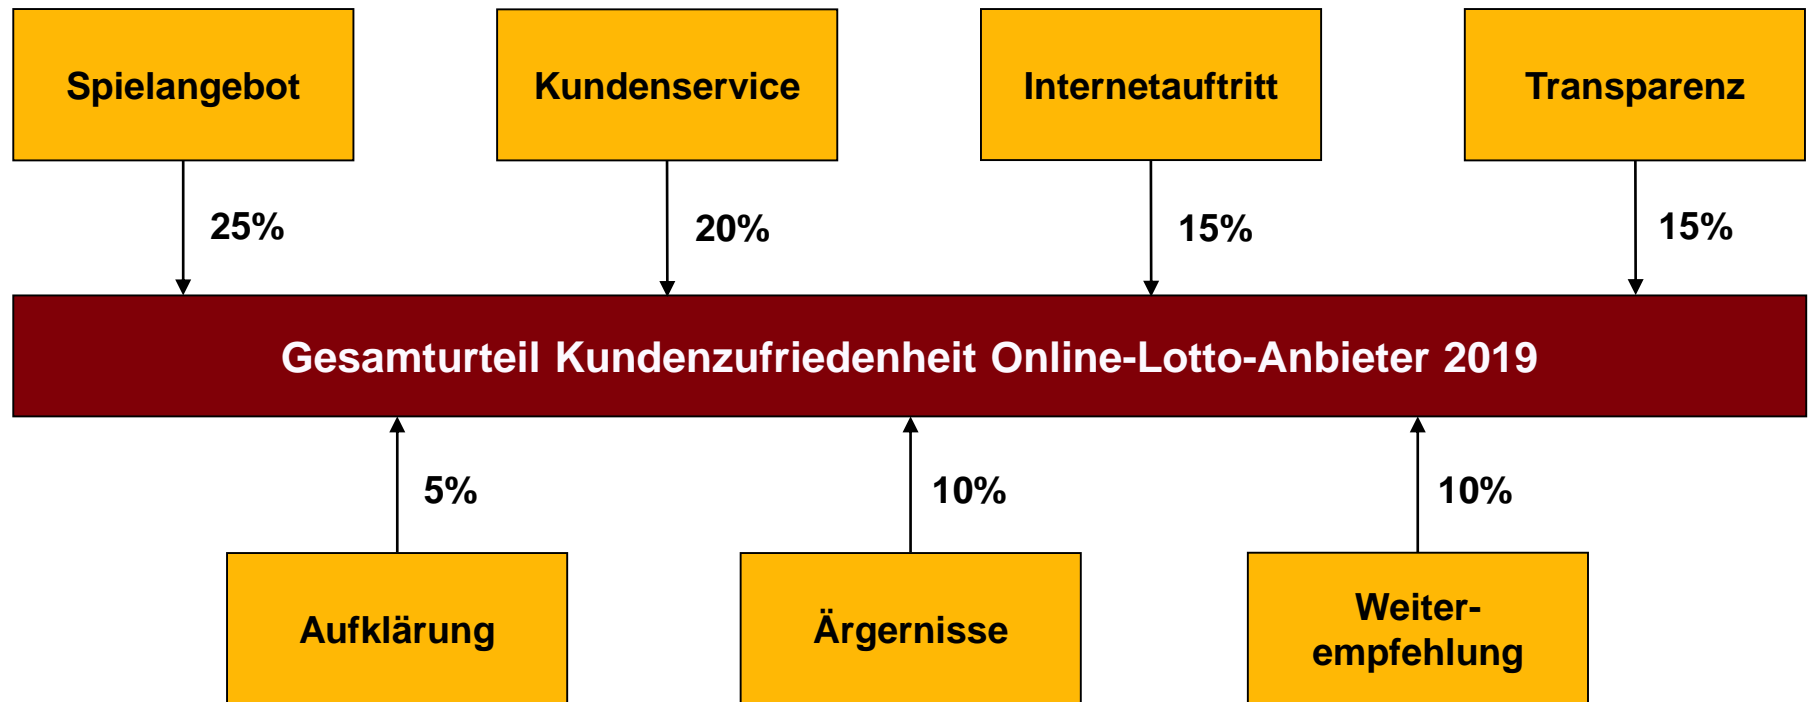 Spielangebot
Kundenservice
Internetauftritt
Transparenz
25%
20%
15%
15%
Gesamturteil Kundenzufriedenheit Online-Lotto-Anbieter 2019
5%
10%
10%
Aufklärung
Ärgernisse
Weiter-
empfehlung